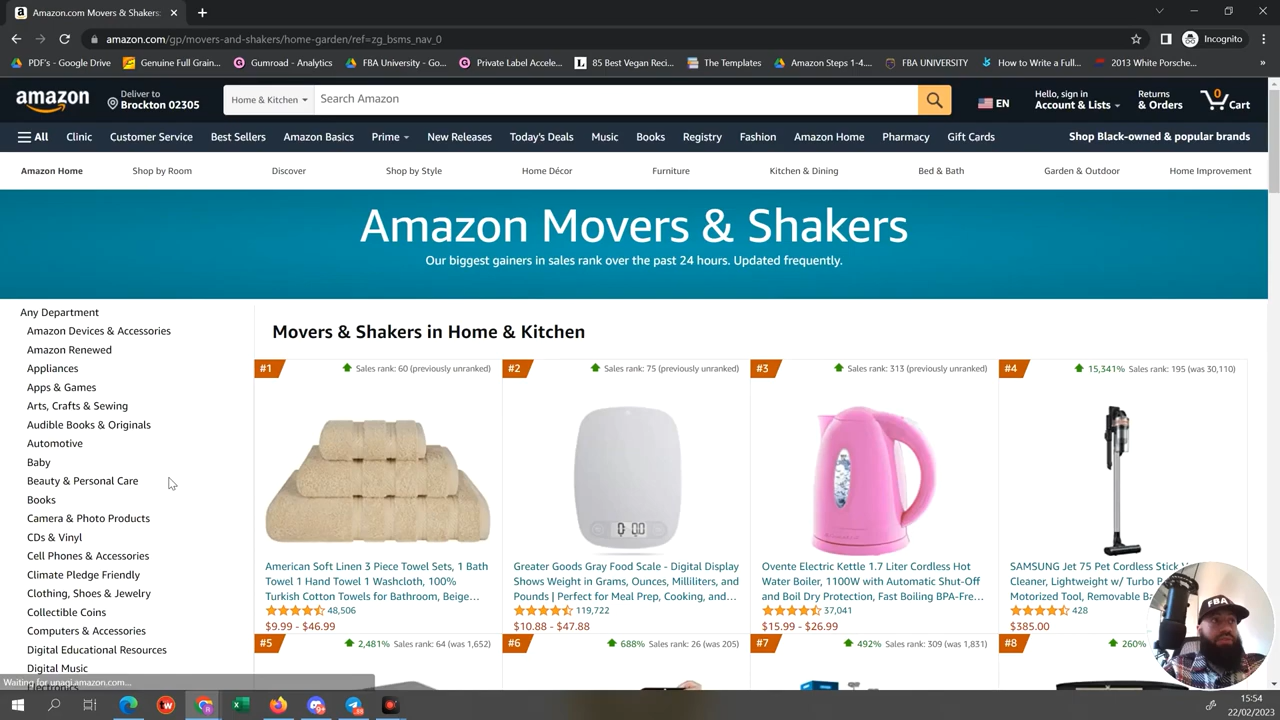 Amazon Movers & Shakers:
amazon.com/gp/movers-and-shakers/home-garden/ref=zg_bsms_nav_0
Incognito
PDF's - Google Drive
Genuine Full Grain...
Gumroad - Analytics
FBA University - Go...
Private Label Accele...
85 Best Vegan Reci...
The Templates
Amazon Steps 1-4....
FBA UNIVERSITY
How to Write a Full...
2013 White Porsche...
»
amazon
Deliver to
Brockton 02305
Home & Kitchen
Search Amazon
EN
Hello, sign in
Account & Lists
Returns
& Orders
0
Cart
All
Clinic
Customer Service
Best Sellers
Amazon Basics
Prime
New Releases
Today's Deals
Music
Books
Registry
Fashion
Amazon Home
Pharmacy
Gift Cards
Shop Black-owned & popular brands
Amazon Home
Shop by Room
Discover
Shop by Style
Home Décor
Furniture
Kitchen & Dining
Bed & Bath
Garden & Outdoor
Home Improvement
Amazon Movers & Shakers
Our biggest gainers in sales rank over the past 24 hours. Updated frequently.
Any Department
Amazon Devices & Accessories
Amazon Renewed
Appliances
Apps & Games
Arts, Crafts & Sewing
Audible Books & Originals
Automotive
Baby
Beauty & Personal Care
Books
Camera & Photo Products
CDs & Vinyl
Cell Phones & Accessories
Climate Pledge Friendly
Clothing, Shoes & Jewelry
Collectible Coins
Computers & Accessories
Digital Educational Resources
Digital Music
Electronics
Movers & Shakers in Home & Kitchen
#1
Sales rank: 60 (previously unranked)
American Soft Linen 3 Piece Towel Sets, 1 Bath
Towel 1 Hand Towel 1 Washcloth, 100%
Turkish Cotton Towels for Bathroom, Beige...
48,506
$9.99 - $46.99
#2
Sales rank: 75 (previously unranked)
Greater Goods Gray Food Scale - Digital Display
Shows Weight in Grams, Ounces, Milliliters, and
Pounds | Perfect for Meal Prep, Cooking, and...
119,722
$10.88 - $47.88
#3
Sales rank: 313 (previously unranked)
Ovente Electric Kettle 1.7 Liter Cordless Hot
Water Boiler, 1100W with Automatic Shut-Off
and Boil Dry Protection, Fast Boiling BPA-Fre...
37,041
$15.99 - $26.99
#4
15,341% Sales rank: 195 (was 30,110)
SAMSUNG Jet 75 Pet Cordless Stick
Cleaner, Lightweight w/ Turbo
Motorized Tool, Removable
428
$385.00
#5
2,481% Sales rank: 64 (was 1,652)
#6
688% Sales rank: 26 (was 205)
#7
492% Sales rank: 309 (was 1,831)
#8
260%
FBA
Waiting for unagi.amazon.com...
15:54
22/02/2023